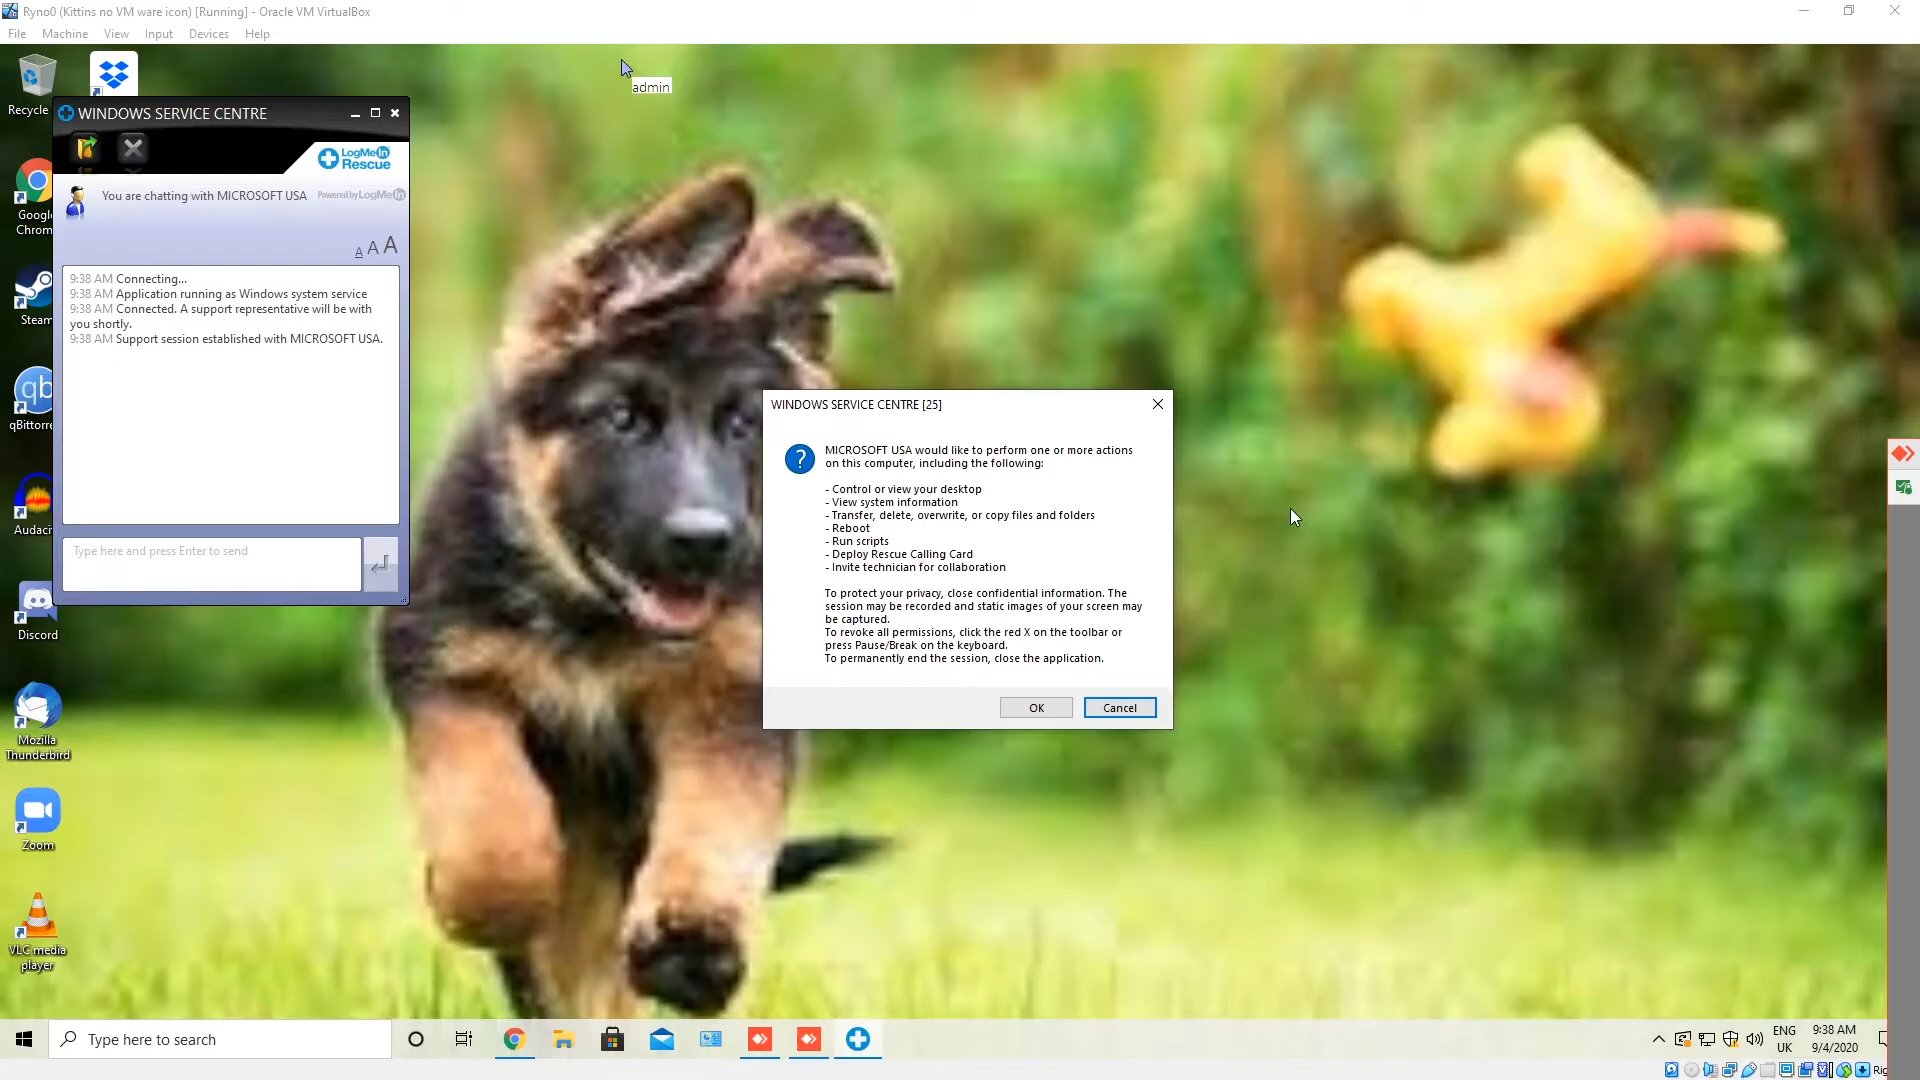 Ryno0 (Kittins no VM ware icon) [Running] - Oracle VM VirtualBox
File Machine View Input Devices Help
admin
Recycle
WINDOWS SERVICE CENTRE
LogMeIn
Rescue
You are chatting with MICROSOFT USA
Powered by LogMeIn
A A A
9:38 AM Connecting...
9:38 AM Application running as Windows system service
9:38 AM Connected. A support representative will be with
you shortly.
9:38 AM Support session established with MICROSOFT USA.
Type here and press Enter to send
Google
Chrom
Steam
qb
qBittorre
Audaci
Discord
Mozilla
Thunderbird
zoom
Zoom
VLC media
player
WINDOWS SERVICE CENTRE [25]
MICROSOFT USA would like to perform one or more actions
on this computer, including the following:
- Control or view your desktop
- View system information
- Transfer, delete, overwrite, or copy files and folders
- Reboot
- Run scripts
- Deploy Rescue Calling Card
- Invite technician for collaboration
To protect your privacy, close confidential information. The
session may be recorded and static images of your screen may
be captured.
To revoke all permissions, click the red X on the toolbar or
press Pause/Break on the keyboard.
To permanently end the session, close the application.
OK
Cancel
Type here to search
ENG
UK
9:38 AM
9/4/2020
Rig